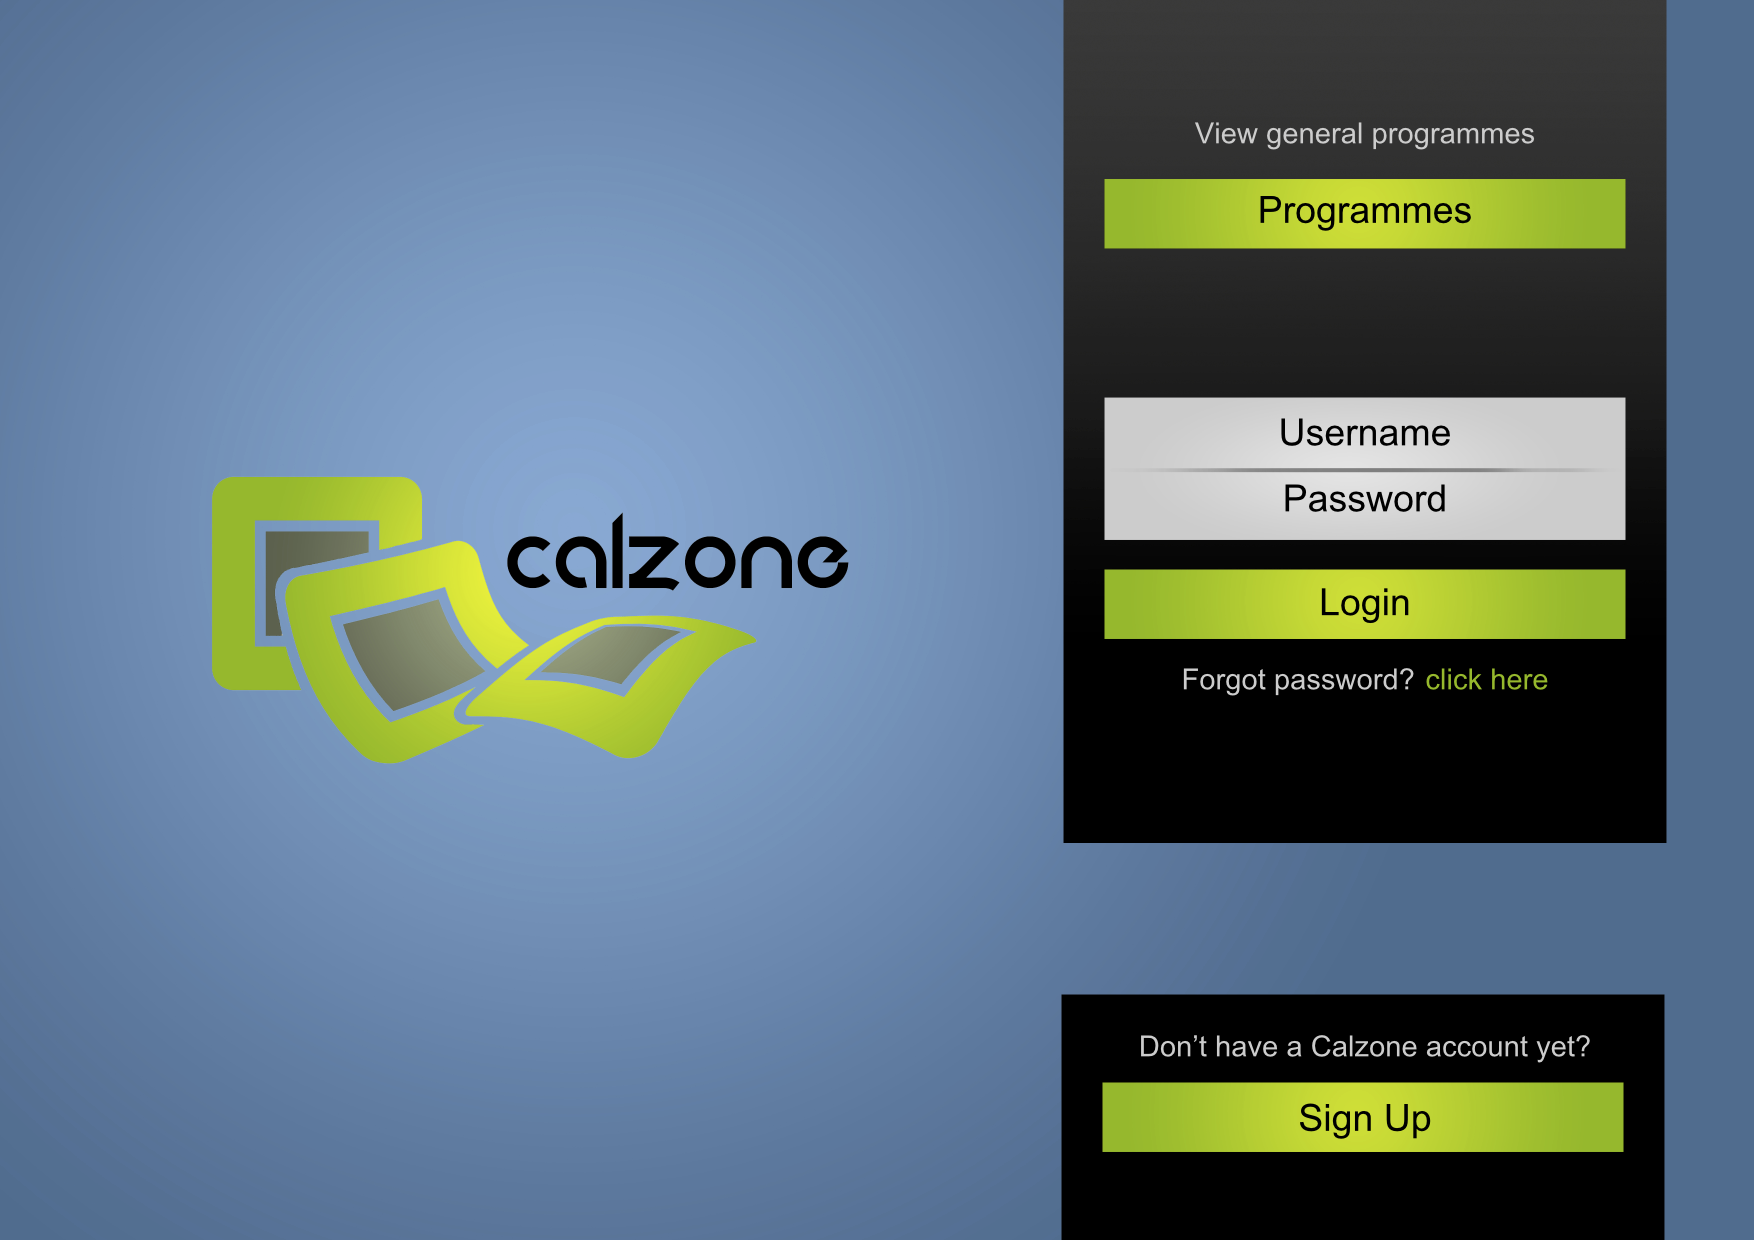 calzone
View general programmes
Programmes
Username
Password
Login
Forgot password? click here
Don’t have a Calzone account yet?
Sign Up